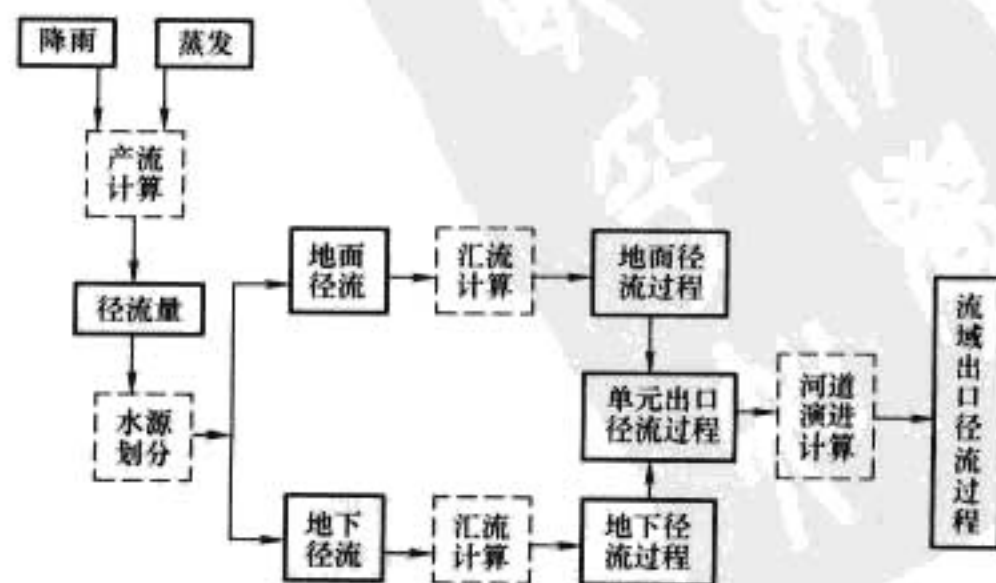 降雨
蒸发
产流
计算
径流量
水源
划分
地面
径流
汇流
计算
地面径
流过程
地下
径流
汇流
计算
地下径
流过程
单元出口
径流过程
河道
演进
计算
流域出口径流过程